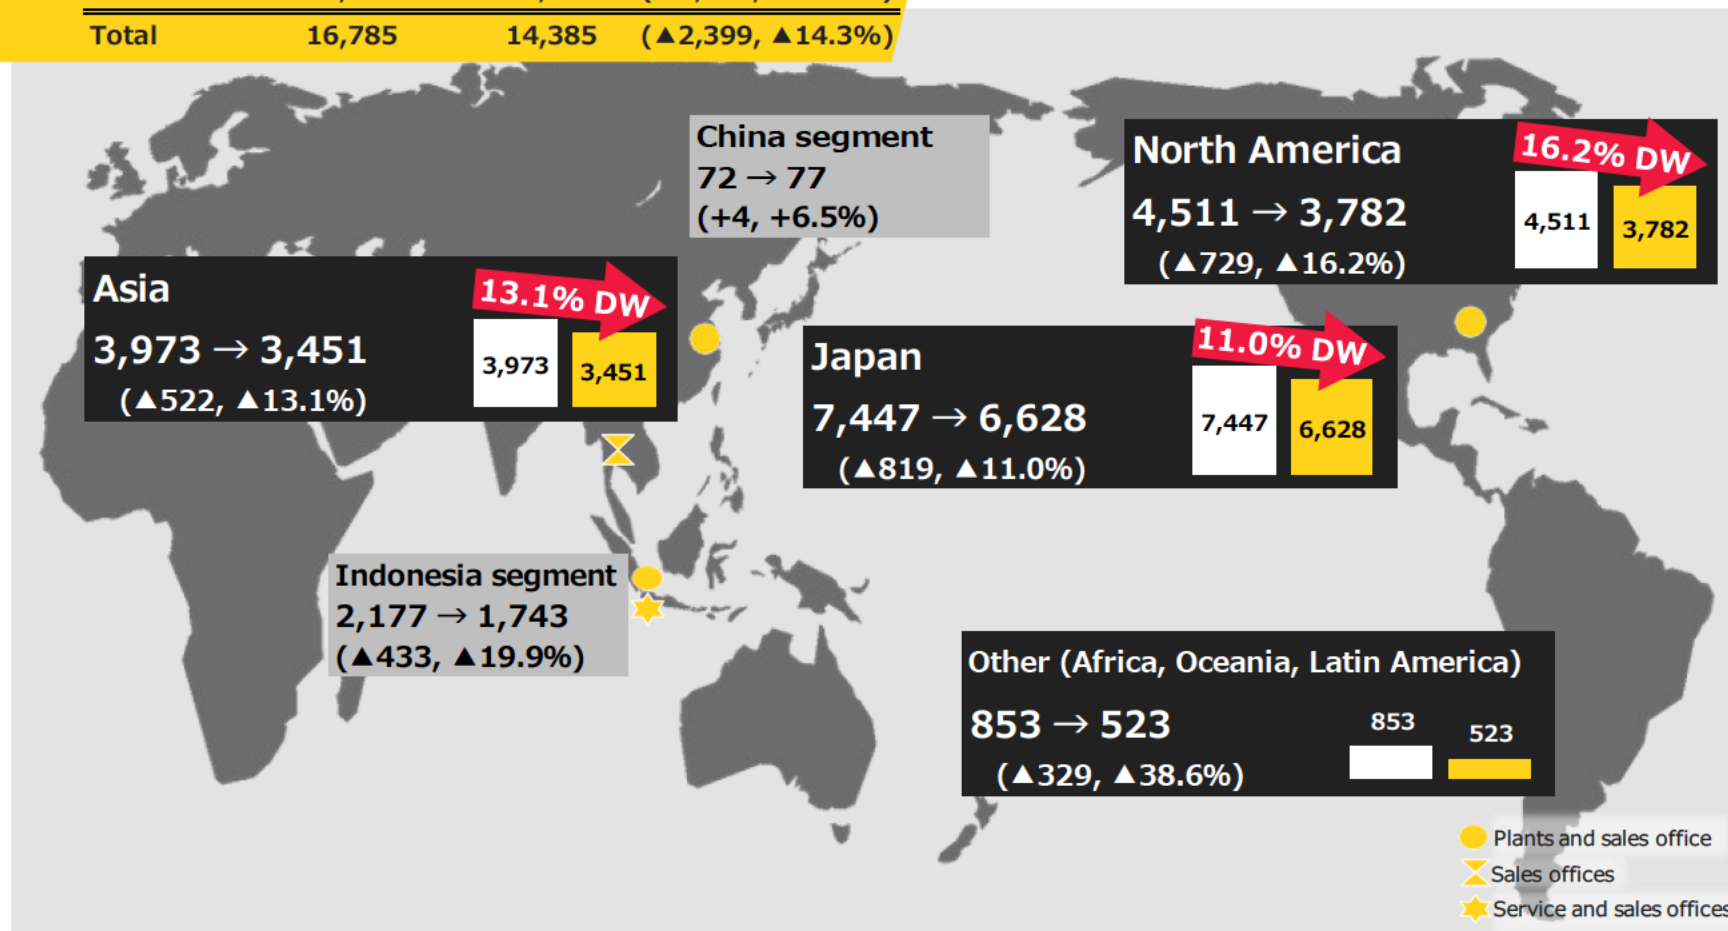 Total 16,785 14,385 (▲2,399, ▲14.3%)
China segment
72 → 77
(+4, +6.5%)
North America
4,511 → 3,782
(▲729, ▲16.2%)
16.2% DW
4,511
3,782
Asia
3,973 → 3,451
(▲522, ▲13.1%)
13.1% DW
3,973
3,451
Japan
7,447 → 6,628
(▲819, ▲11.0%)
11.0% DW
7,447
6,628
Indonesia segment
2,177 → 1,743
(▲433, ▲19.9%)
Other (Africa, Oceania, Latin America)
853 → 523
(▲329, ▲38.6%)
853
523
Plants and sales office
Sales offices
Service and sales offices